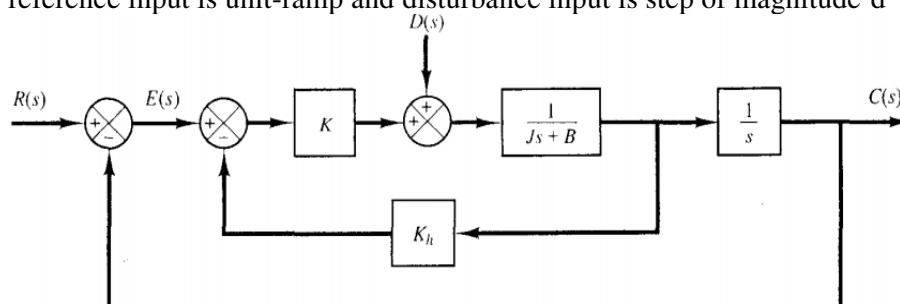 reference input is unit-ramp and disturbance input is step of magnitude d
D(s)
R(s)
E(s)
C(s)
+
+
+
+
K
1
Js + B
1
s
−
−
K_h